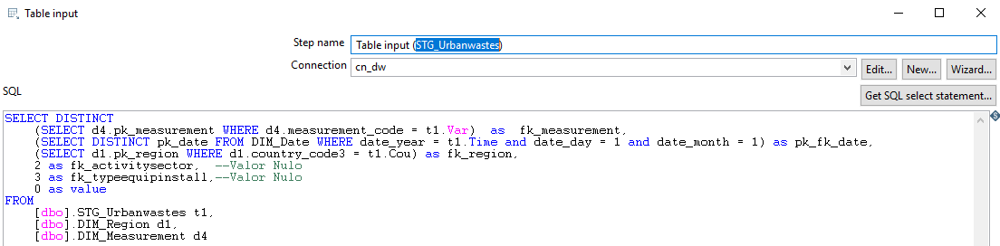 Table input
Step name Table input (STG_Urbanwastes)
Connection cn_dw Edit... New... Wizard...
SQL Get SQL select statement...
SELECT DISTINCT
(SELECT d4.pk_measurement WHERE d4.measurement_code = t1.Var) as fk_measurement,
(SELECT DISTINCT pk_date FROM DIM_Date WHERE date_year = t1.Time and date_day = 1 and date_month = 1) as pk_fk_date,
(SELECT d1.pk_region WHERE d1.country_code3 = t1.Cou) as fk_region,
2 as fk_activitysector, --Valor Nulo
3 as fk_typeequipinstall,--Valor Nulo
0 as value
FROM
[dbo].STG_Urbanwastes t1,
[dbo].DIM_Region d1,
[dbo].DIM_Measurement d4